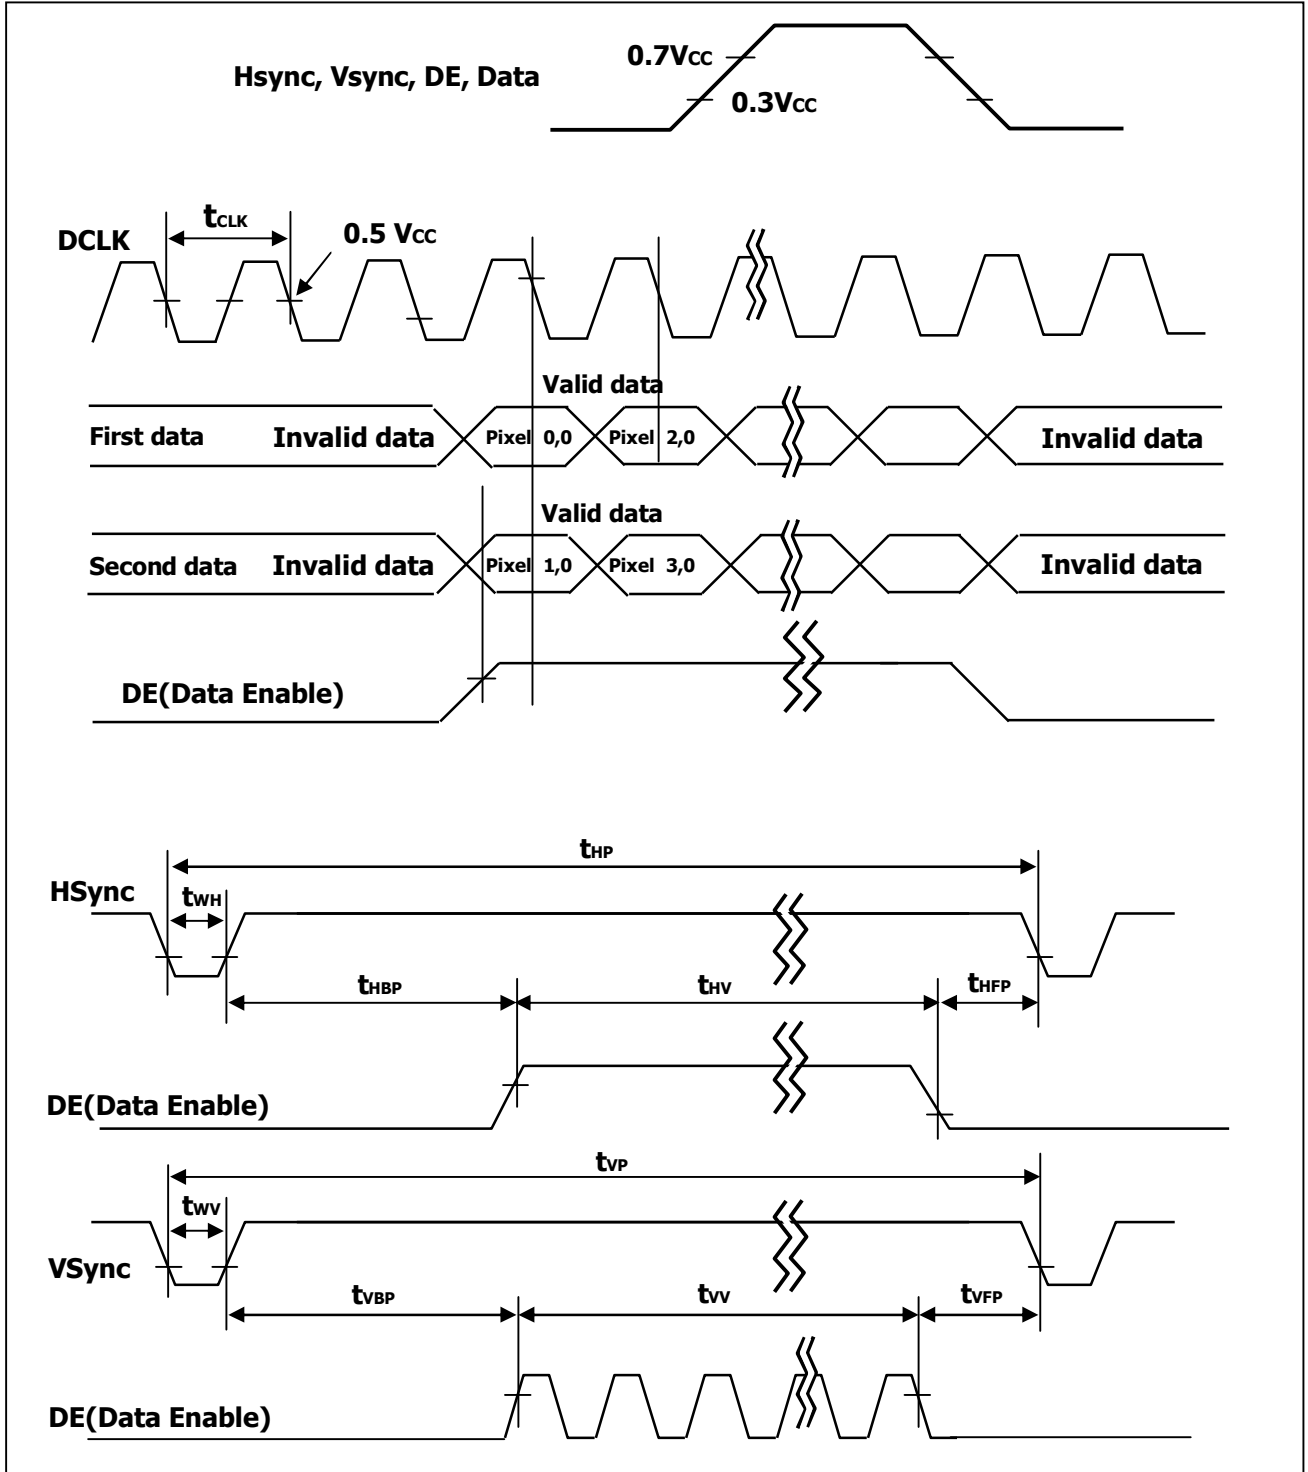 0.7VCC
Hsync, Vsync, DE, Data
0.3VCC
tCLK
DCLK
0.5 VCC
Valid data
First data Invalid data Pixel 0,0 Pixel 2,0 Invalid data
Valid data
Second data Invalid data Pixel 1,0 Pixel 3,0 Invalid data
DE(Data Enable)
tHP
HSync
tWH
tHBP tHV tHFP
DE(Data Enable)
tVP
tWV
VSync
tVBP tVV tVFP
DE(Data Enable)